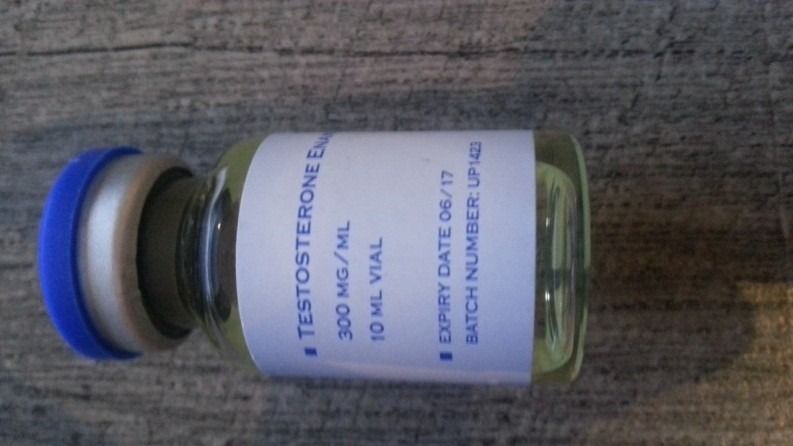 TESTOSTERONE ENA
300 MG/ML
10 ML VIAL
EXPIRY DATE 06/17
BATCH NUMBER: UP1423